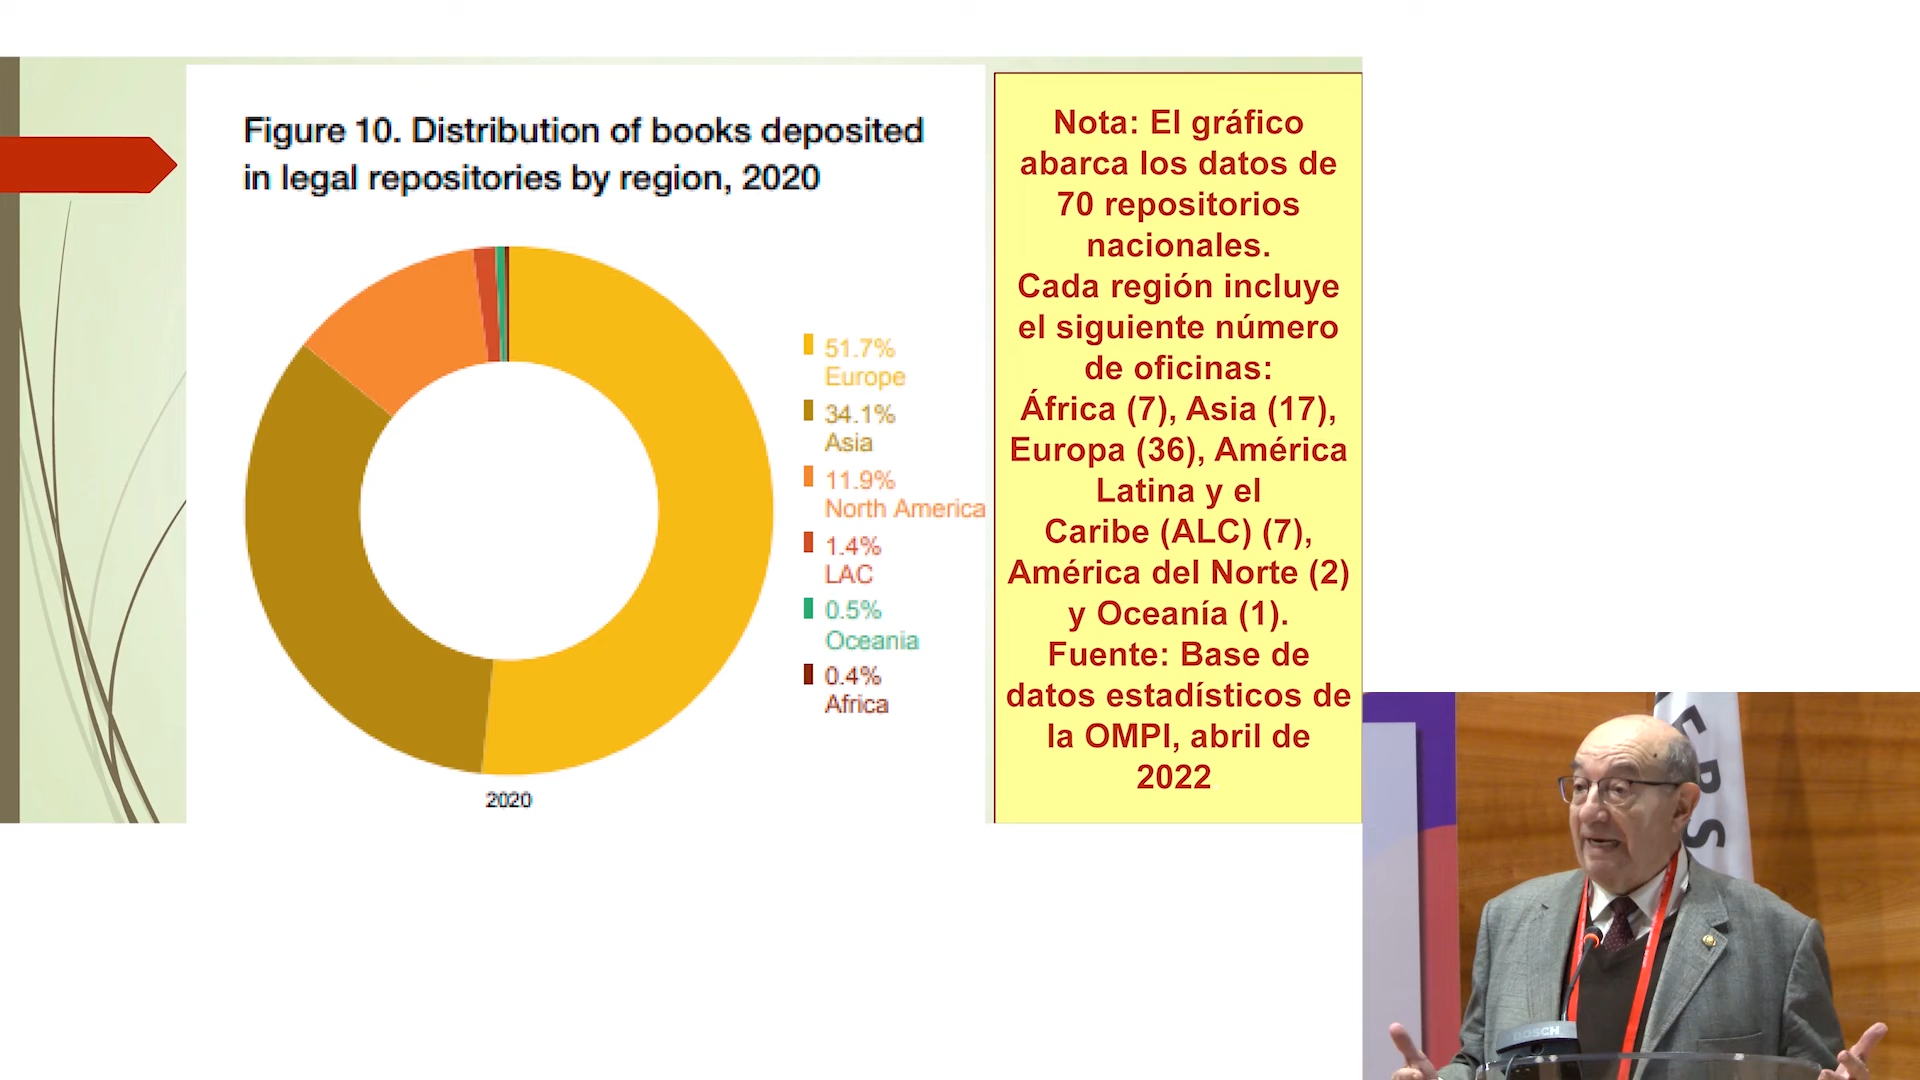 Figure 10. Distribution of books deposited
in legal repositories by region, 2020
51.7%
Europe
34.1%
Asia
11.9%
North America
1.4%
LAC
0.5%
Oceania
0.4%
Africa
2020
Nota: El gráfico
abarca los datos de
70 repositorios
nacionales.
Cada región incluye
el siguiente número
de oficinas:
África (7), Asia (17),
Europa (36), América
Latina y el
Caribe (ALC) (7),
América del Norte (2)
y Oceanía (1).
Fuente: Base de
datos estadísticos de
la OMPI, abril de
2022
BOSCH